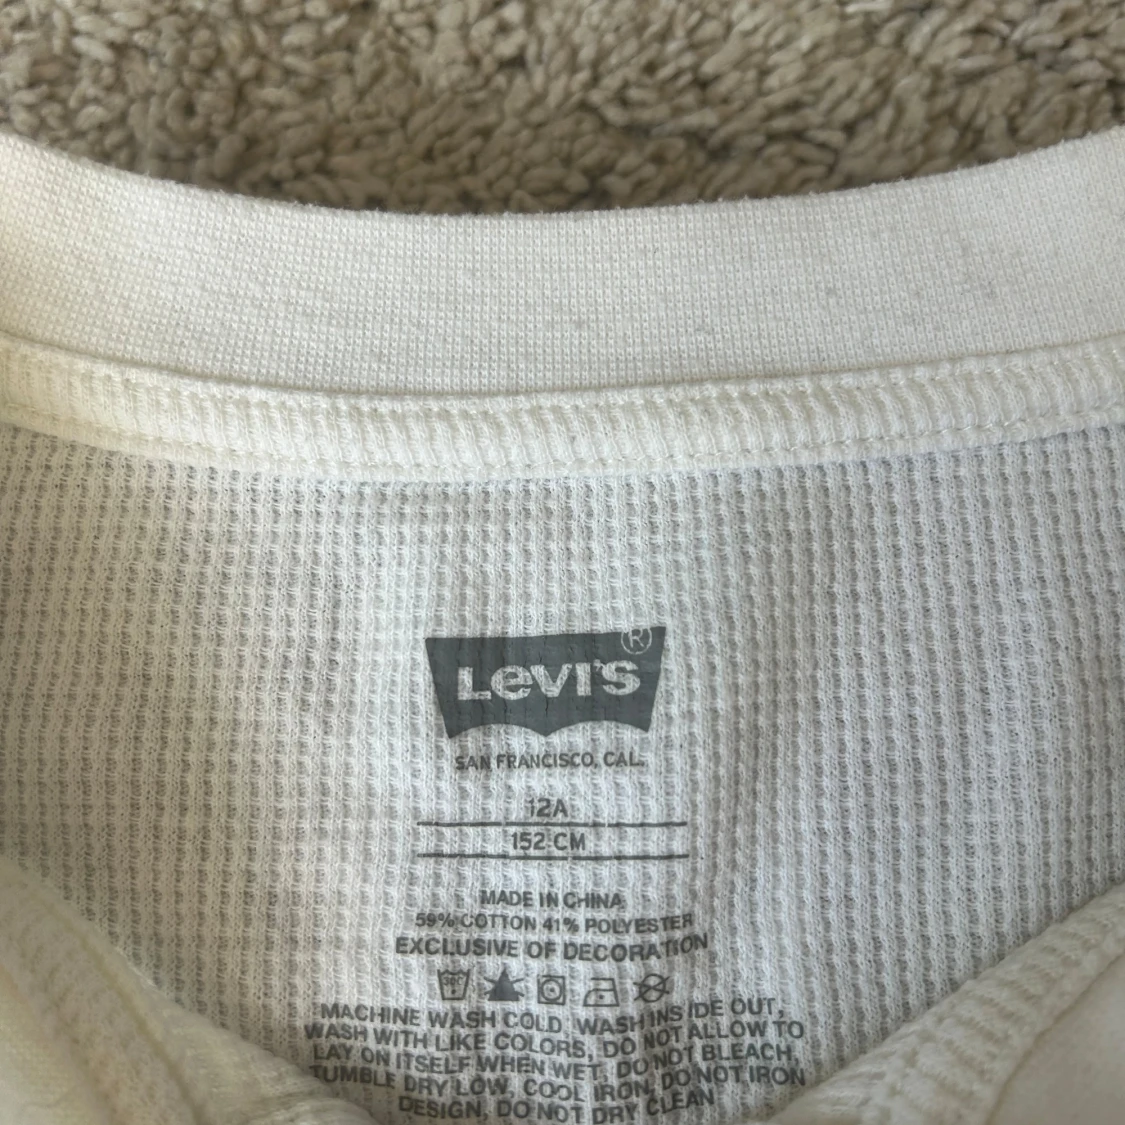 Levi's ®
SAN FRANCISCO, CAL.
12A
152 CM
MADE IN CHINA
59% COTTON 41% POLYESTER
EXCLUSIVE OF DECORATION
MACHINE WASH COLD, WASH INSIDE OUT,
WASH WITH LIKE COLORS, DO NOT ALLOW TO
LAY ON ITSELF WHEN WET, DO NOT BLEACH,
TUMBLE DRY LOW, COOL IRON, DO NOT IRON
DESIGN, DO NOT DRY CLEAN